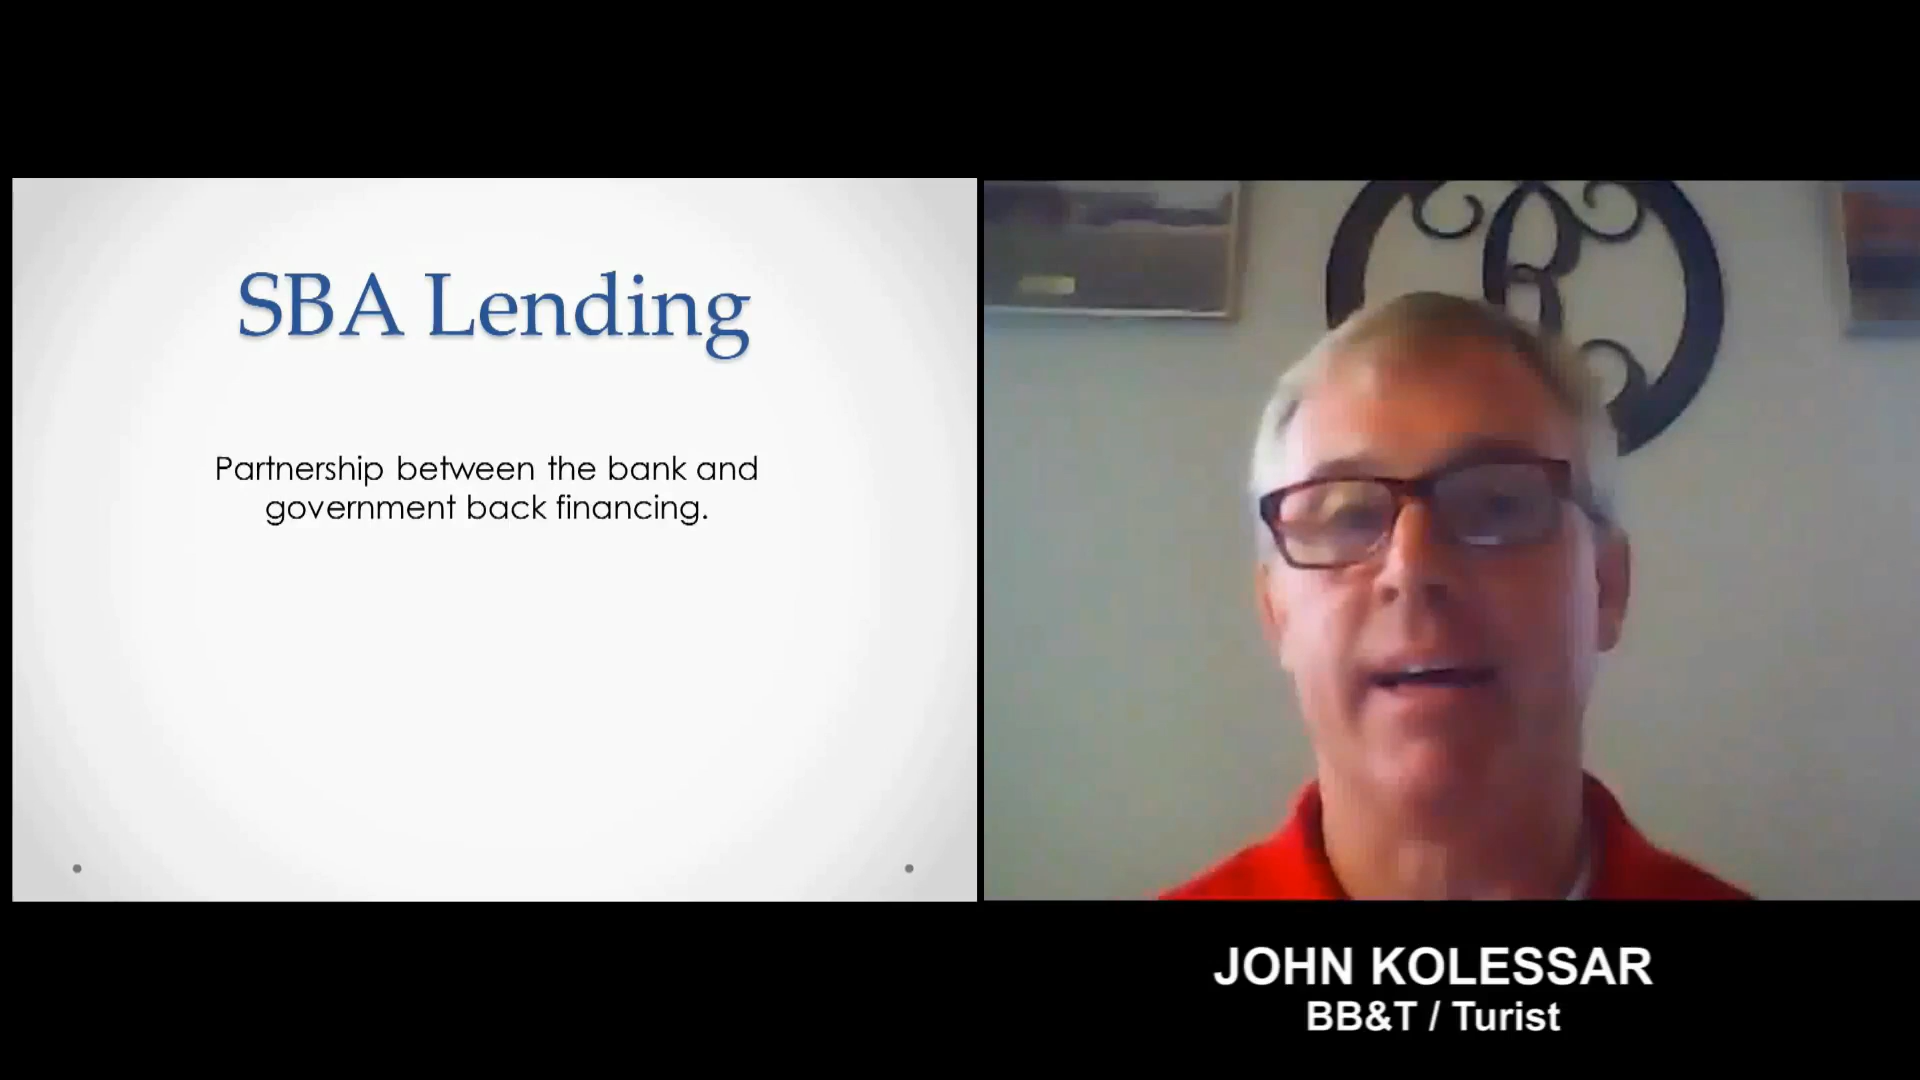 SBA Lending
Partnership between the bank and
government back financing.
JOHN KOLESSAR
BB&T / Turist